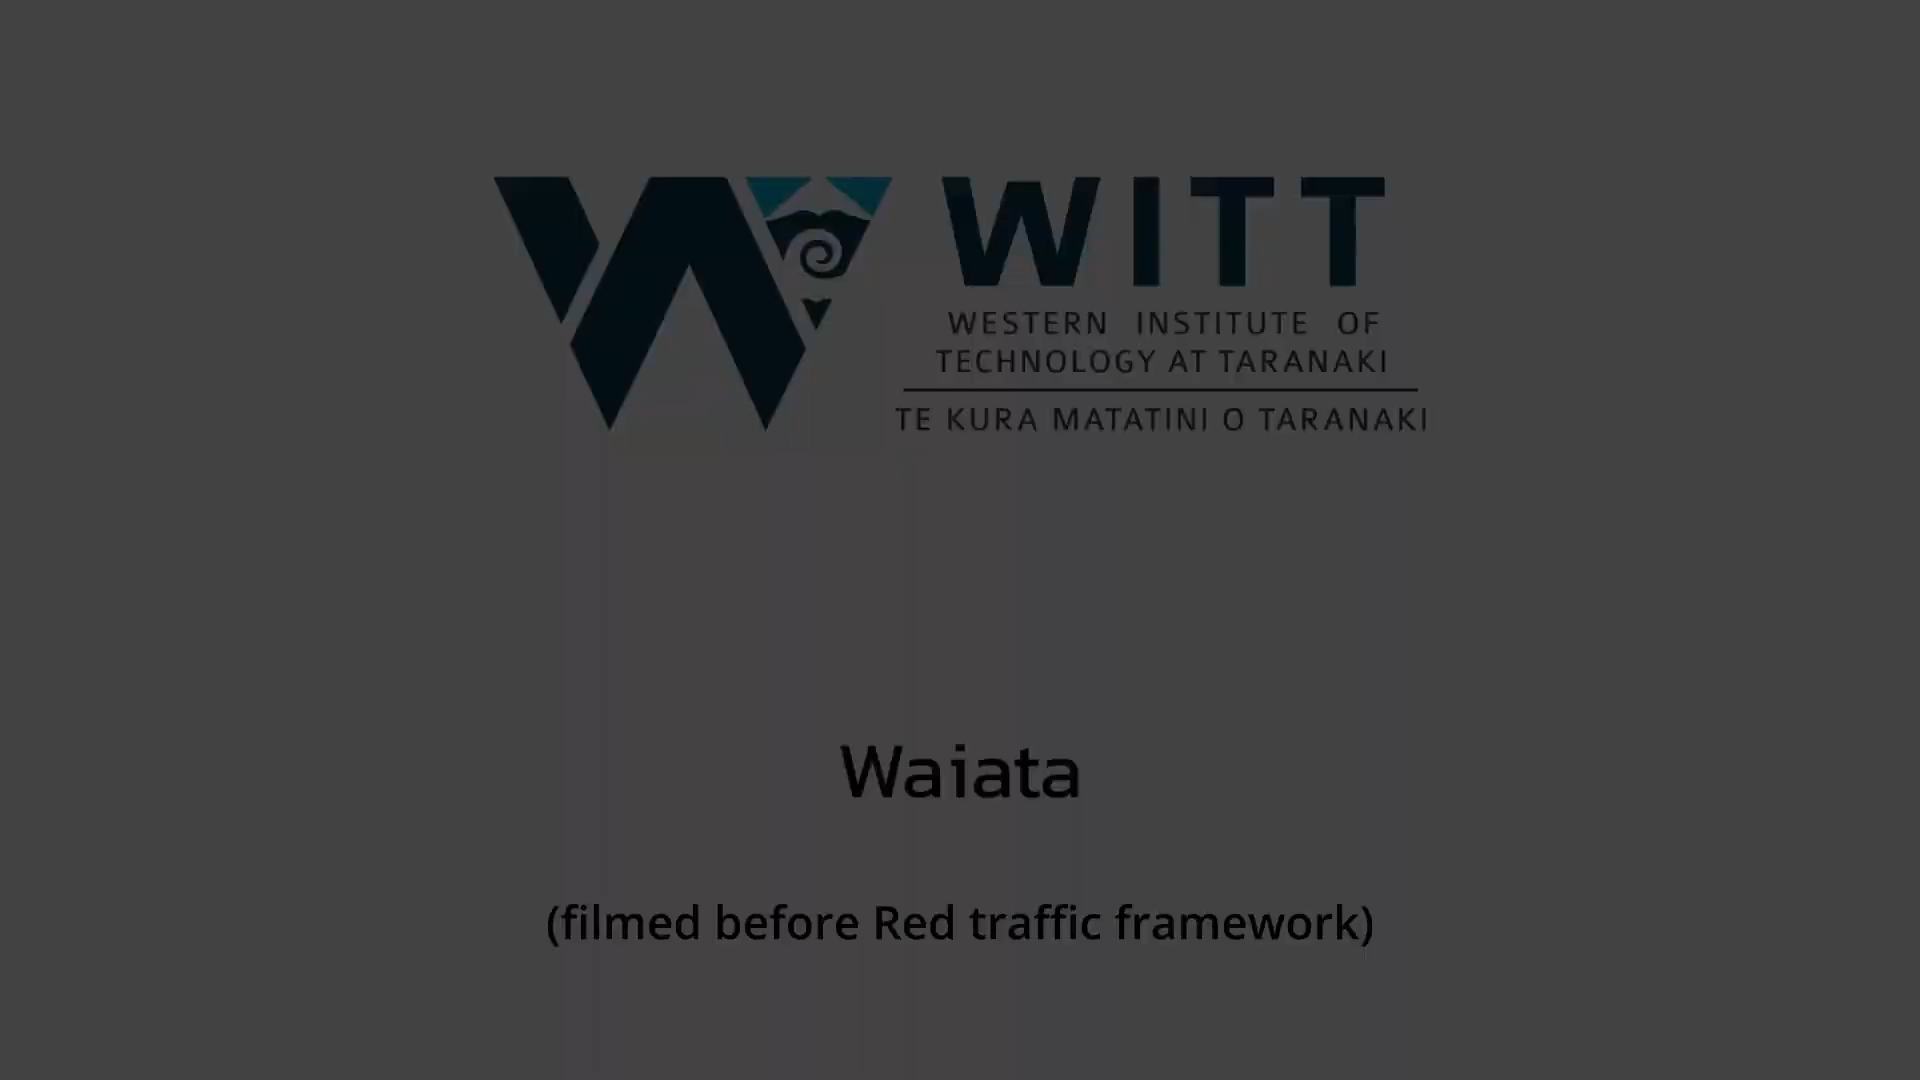 WITT
WESTERN INSTITUTE OF
TECHNOLOGY AT TARANAKI
TE KURA MATATINI O TARANAKI
Waiata
(filmed before Red traffic framework)